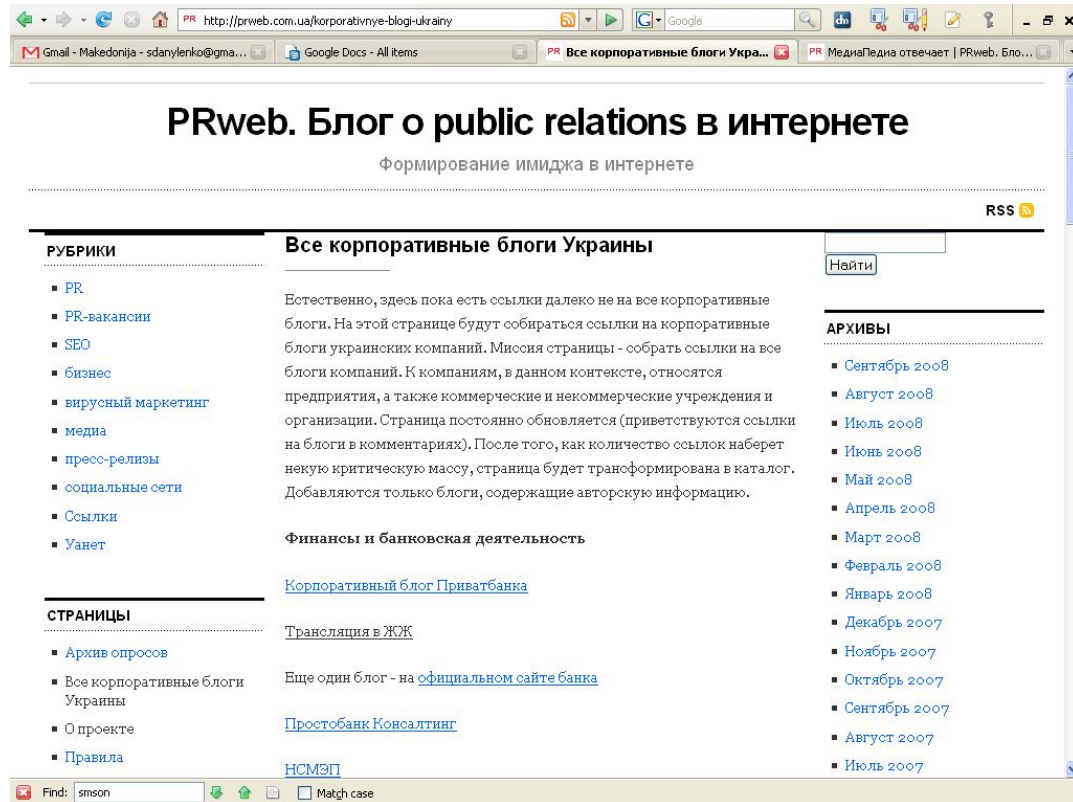 PR http://prweb.com.ua/korporativnye-blogi-ukrainy
Google
Gmail - Makedonija - sdanylenko@gma...
Google Docs - All items
PR Все корпоративные блоги Укра...
PR МедиаПедиа отвечает | PRweb. Бло...
PRweb. Блог о public relations в интернете
Формирование имиджа в интернете
RSS
РУБРИКИ
PR
PR-вакансии
SEO
бизнес
вирусный маркетинг
медиа
пресс-релизы
социальные сети
Ссылки
Уанет
СТРАНИЦЫ
Архив опросов
Все корпоративные блоги
Украины
О проекте
Правила
Все корпоративные блоги Украины
Естественно, здесь пока есть ссылки далеко не на все корпоративные
блоги. На этой странице будут собираться ссылки на корпоративные
блоги украинских компаний. Миссия страницы - собрать ссылки на все
блоги компаний. К компаниям, в данном контексте, относятся
предприятия, а также коммерческие и некоммерческие учреждения и
организации. Страница постоянно обновляется (приветствуются ссылки
на блоги в комментариях). После того, как количество ссылок наберет
некую критическую массу, страница будет трансформирована в каталог.
Добавляются только блоги, содержащие авторскую информацию.
Финансы и банковская деятельность
Корпоративный блог Приватбанка
Трансляция в ЖЖ
Еще один блог - на официальном сайте банка
Простобанк Консалтинг
НСМЭП
Найти
АРХИВЫ
Сентябрь 2008
Август 2008
Июль 2008
Июнь 2008
Май 2008
Апрель 2008
Март 2008
Февраль 2008
Январь 2008
Декабрь 2007
Ноябрь 2007
Октябрь 2007
Сентябрь 2007
Август 2007
Июль 2007
Find: smson
Match case